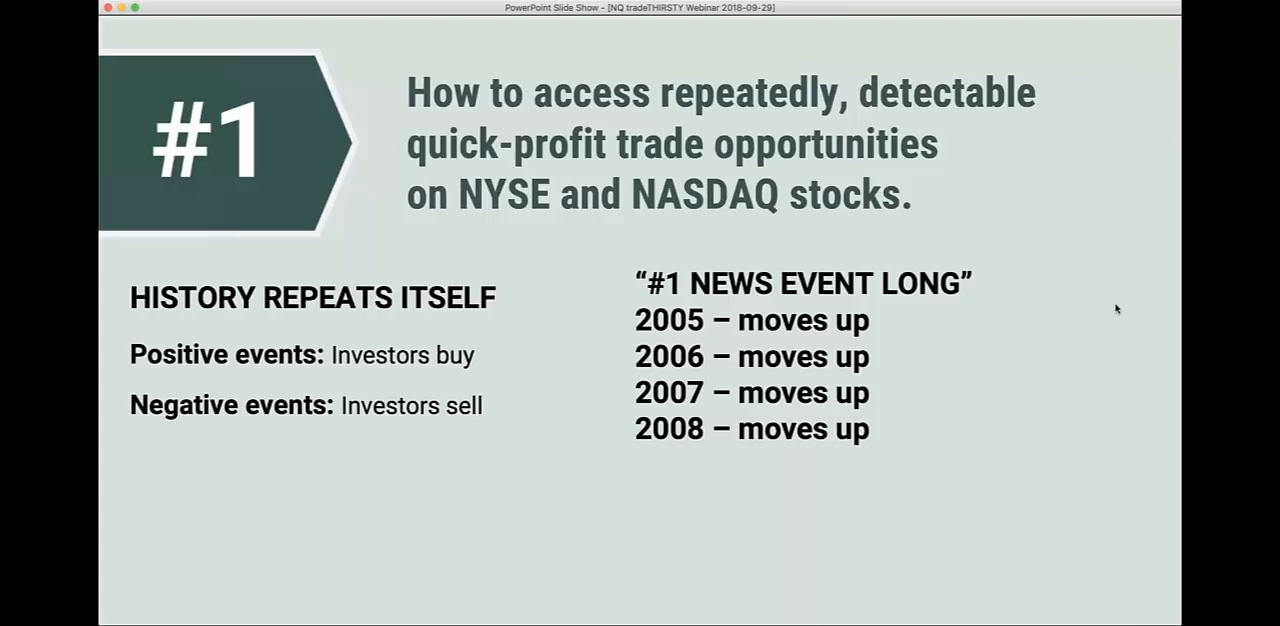 PowerPoint Slide Show - [NQ tradeTHIRSTY Webinar 2018-09-29]
#1
How to access repeatedly, detectable
quick-profit trade opportunities
on NYSE and NASDAQ stocks.
HISTORY REPEATS ITSELF
Positive events: Investors buy
Negative events: Investors sell
“#1 NEWS EVENT LONG”
2005 – moves up
2006 – moves up
2007 – moves up
2008 – moves up